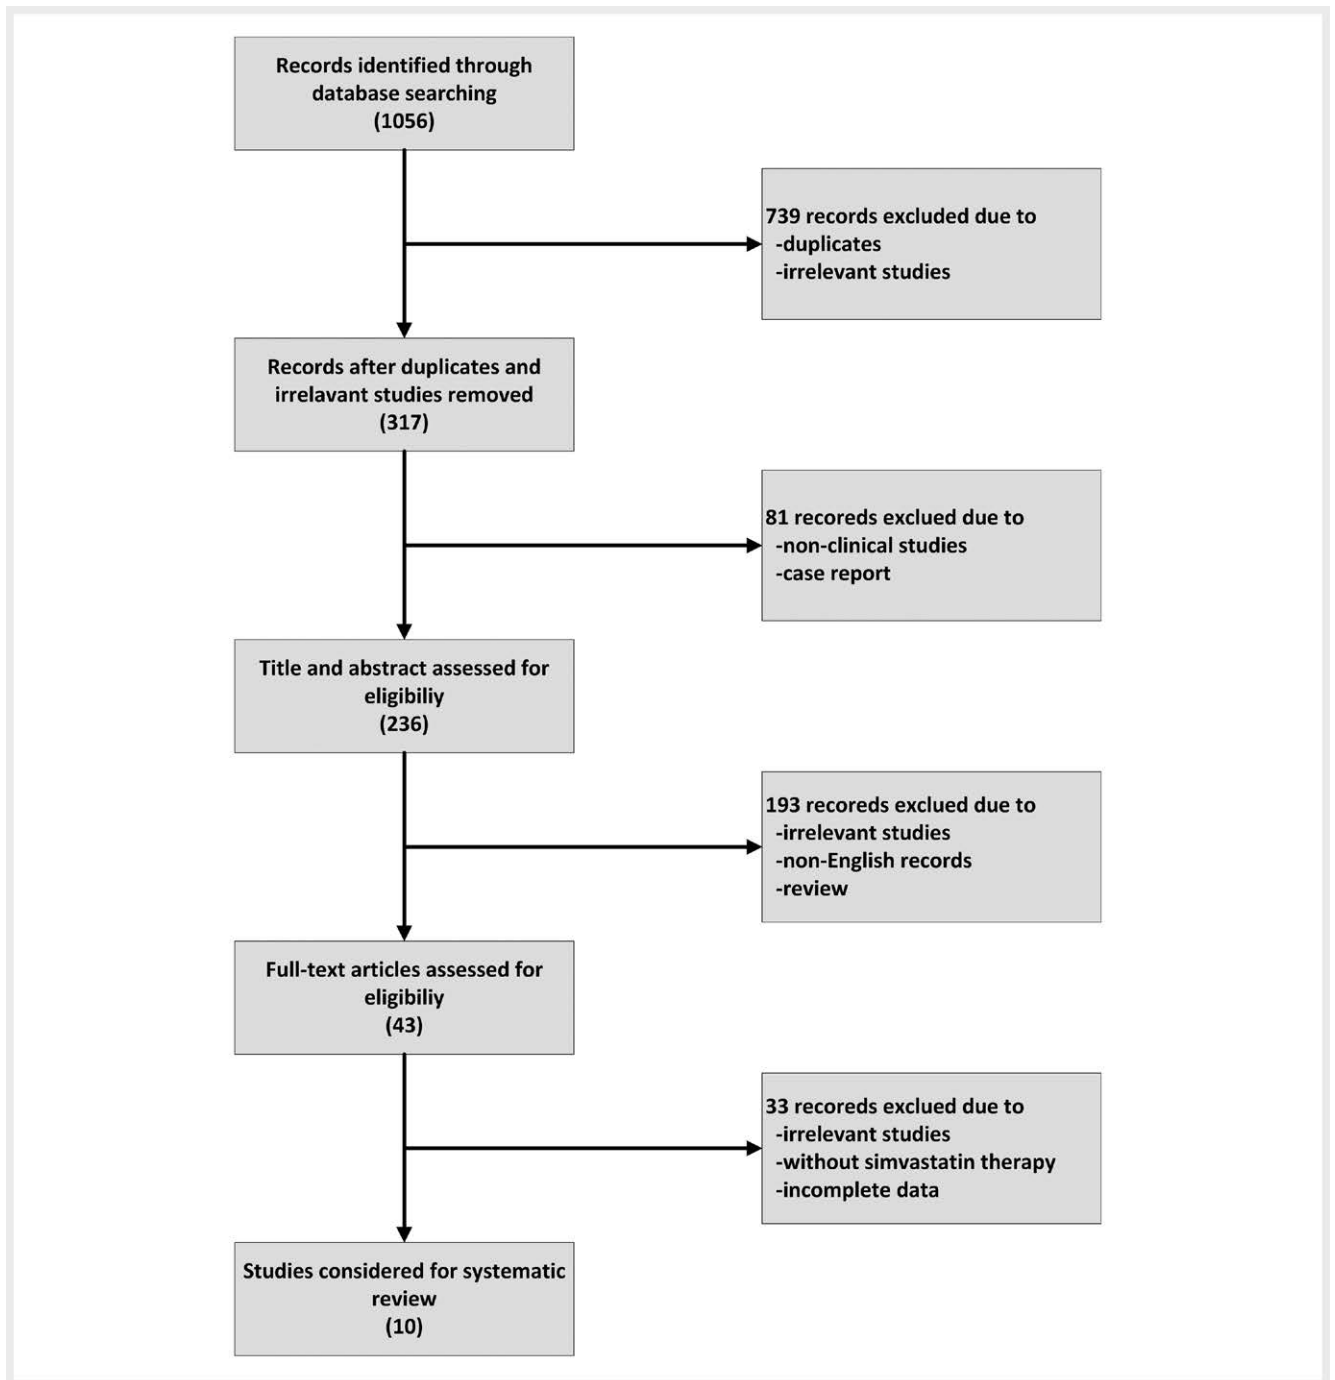 Records identified through
database searching
(1056)
739 records excluded due to
-duplicates
-irrelevant studies
Records after duplicates and
irrelavant studies removed
(317)
81 recoreds exclued due to
-non-clinical studies
-case report
Title and abstract assessed for
eligibiliy
(236)
193 recoreds exclued due to
-irrelevant studies
-non-English records
-review
Full-text articles assessed for
eligibiliy
(43)
33 recoreds exclued due to
-irrelevant studies
-without simvastatin therapy
-incomplete data
Studies considered for systematic
review
(10)